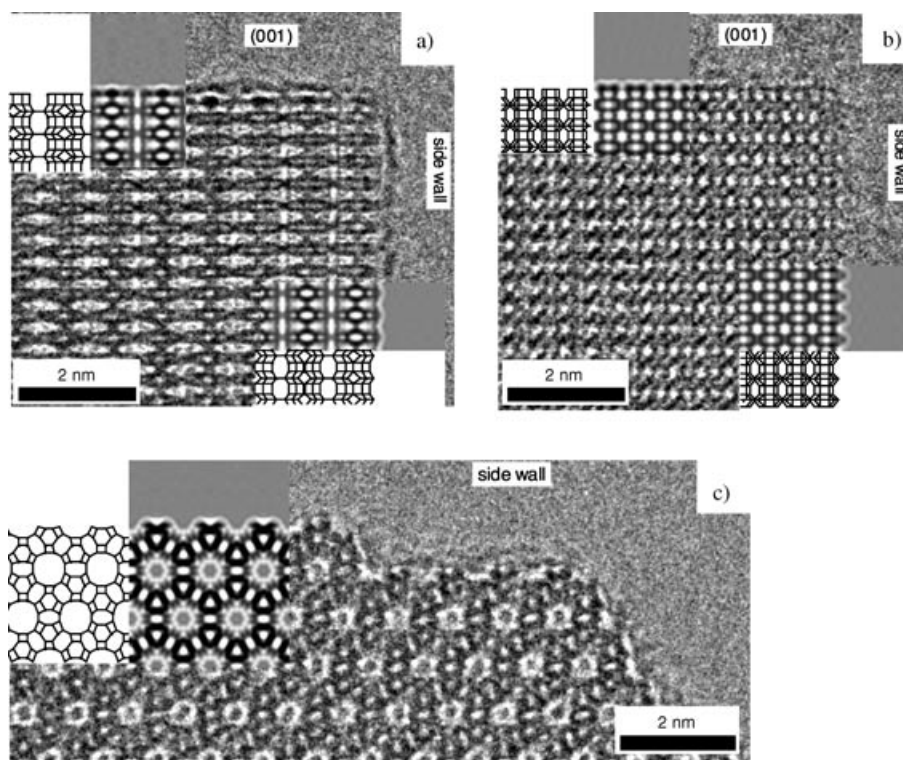 (001)
a)
side wall
2 nm
(001)
b)
side wall
2 nm
side wall
c)
2 nm